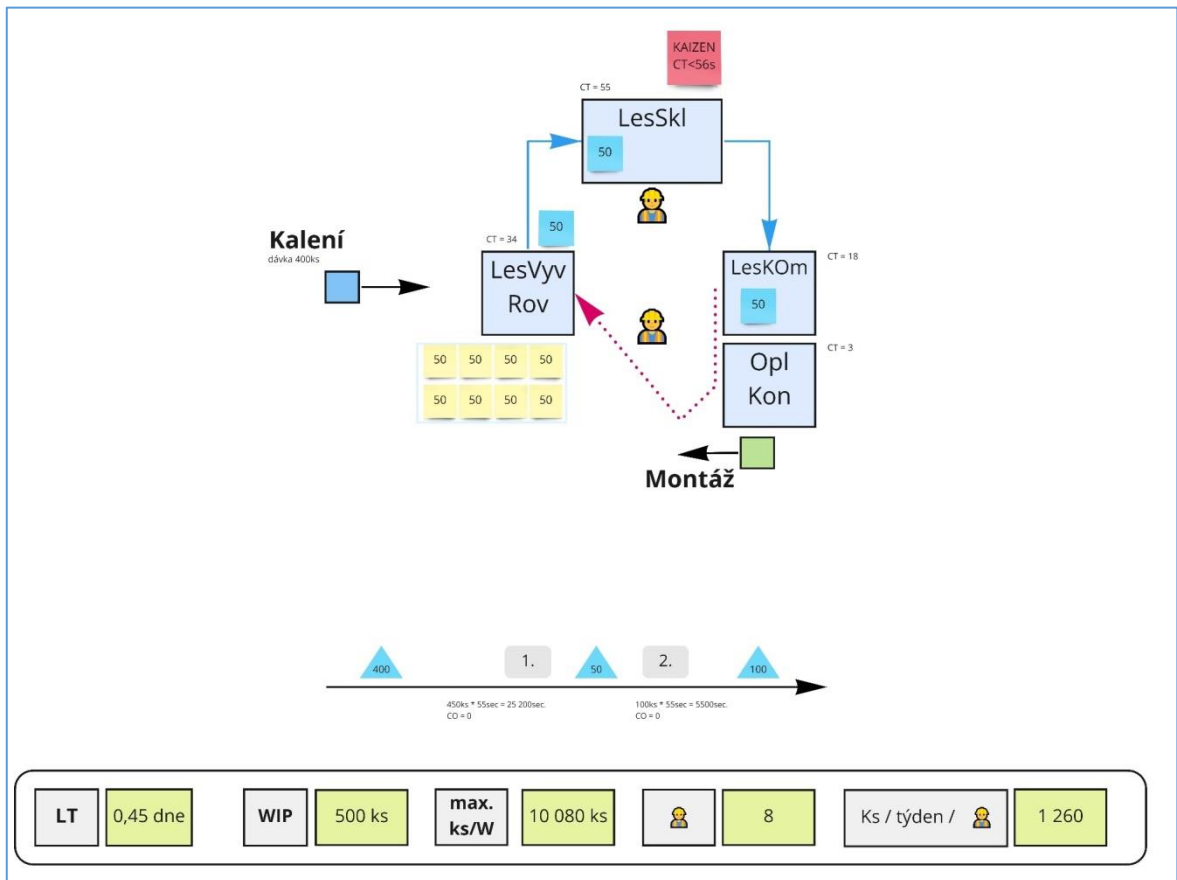 KAIZEN
CT<56s
CT = 55
LesSkl
50
50
CT = 34
Kalení
dávka 400ks
LesVyv
Rov
CT = 18
LesKOm
50
CT = 3
Opl
Kon
50 50 50 50
50 50 50 50
Montáž
400
1.
50
2.
100
450ks * 55sec = 25 200sec.
CO = 0
100ks * 55sec = 5500sec.
CO = 0
LT
0,45 dne
WIP
500 ks
max.
ks/W
10 080 ks
8
Ks / týden /
1 260